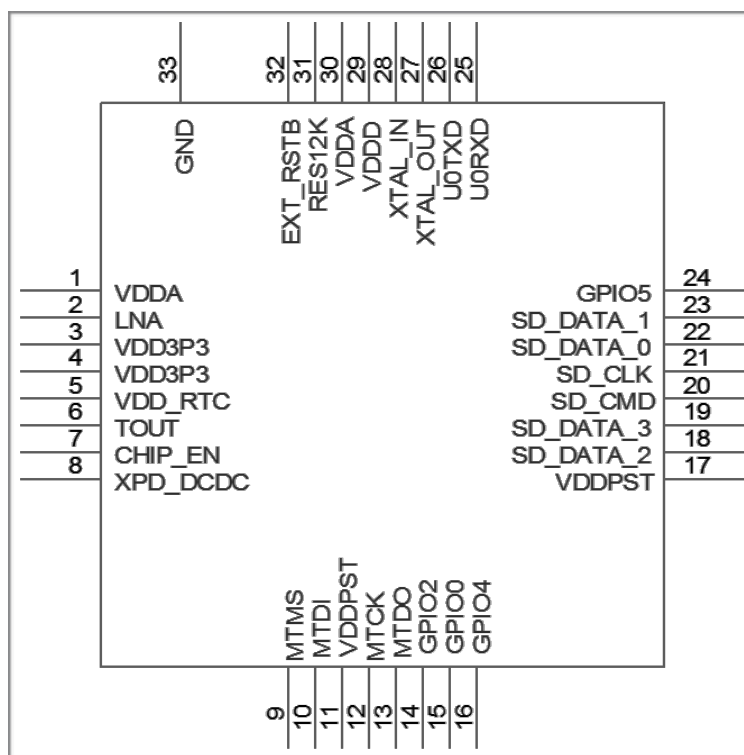 33
32
31
30
29
28
27
26
25
GND
EXT_RSTB
RES12K
VDDA
VDDD
XTAL_IN
XTAL_OUT
U0TXD
U0RXD
1 VDDA
2 LNA
3 VDD3P3
4 VDD3P3
5 VDD_RTC
6 TOUT
7 CHIP_EN
8 XPD_DCDC
GPIO5 24
SD_DATA_1 23
SD_DATA_0 22
SD_CLK 21
SD_CMD 20
SD_DATA_3 19
SD_DATA_2 18
VDDPST 17
MTMS
MTDI
VDDPST
MTCK
MTDO
GPIO2
GPIO0
GPIO4
9
10
11
12
13
14
15
16